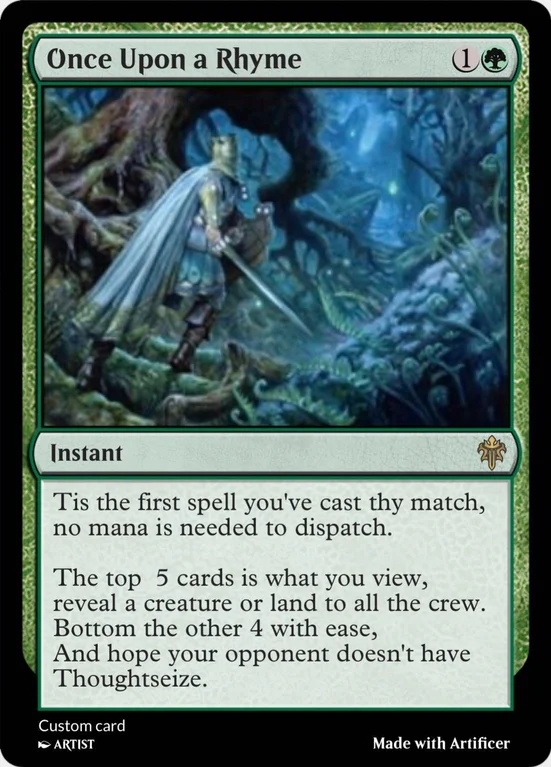 Once Upon a Rhyme 1
Instant
Tis the first spell you've cast thy match,
no mana is needed to dispatch.
The top  5 cards is what you view,
reveal a creature or land to all the crew.
Bottom the other 4 with ease,
And hope your opponent doesn't have
Thoughtseize.
Custom card
ARTIST Made with Artificer